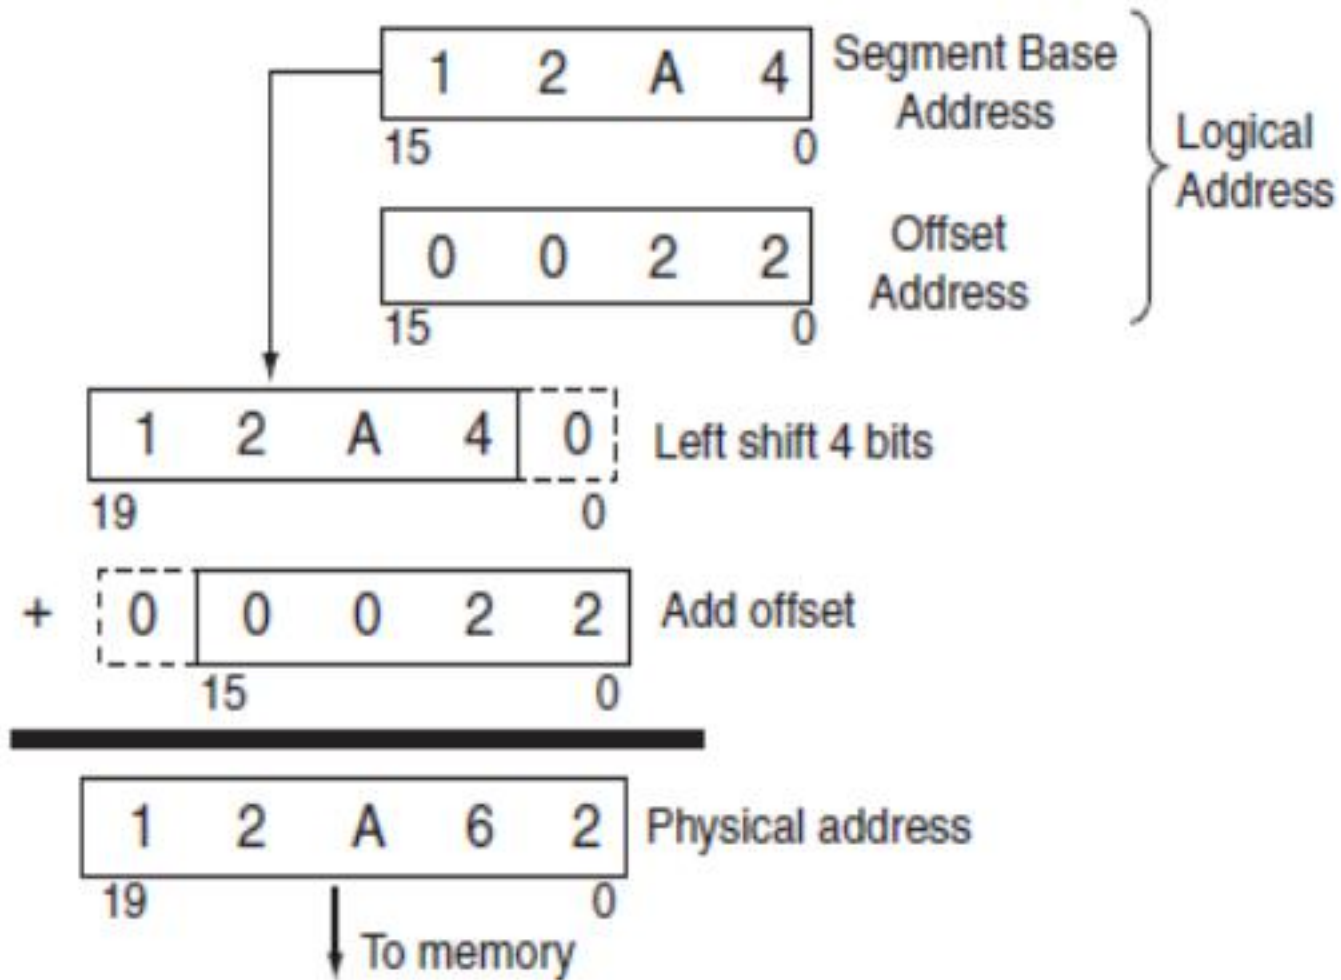 1 2 A 4 Segment Base
Address
15 0
Logical
Address
0 0 2 2 Offset
Address
15 0
1 2 A 4 0 Left shift 4 bits
19 0
+ 0 0 0 2 2 Add offset
15 0
1 2 A 6 2 Physical address
19 0
To memory